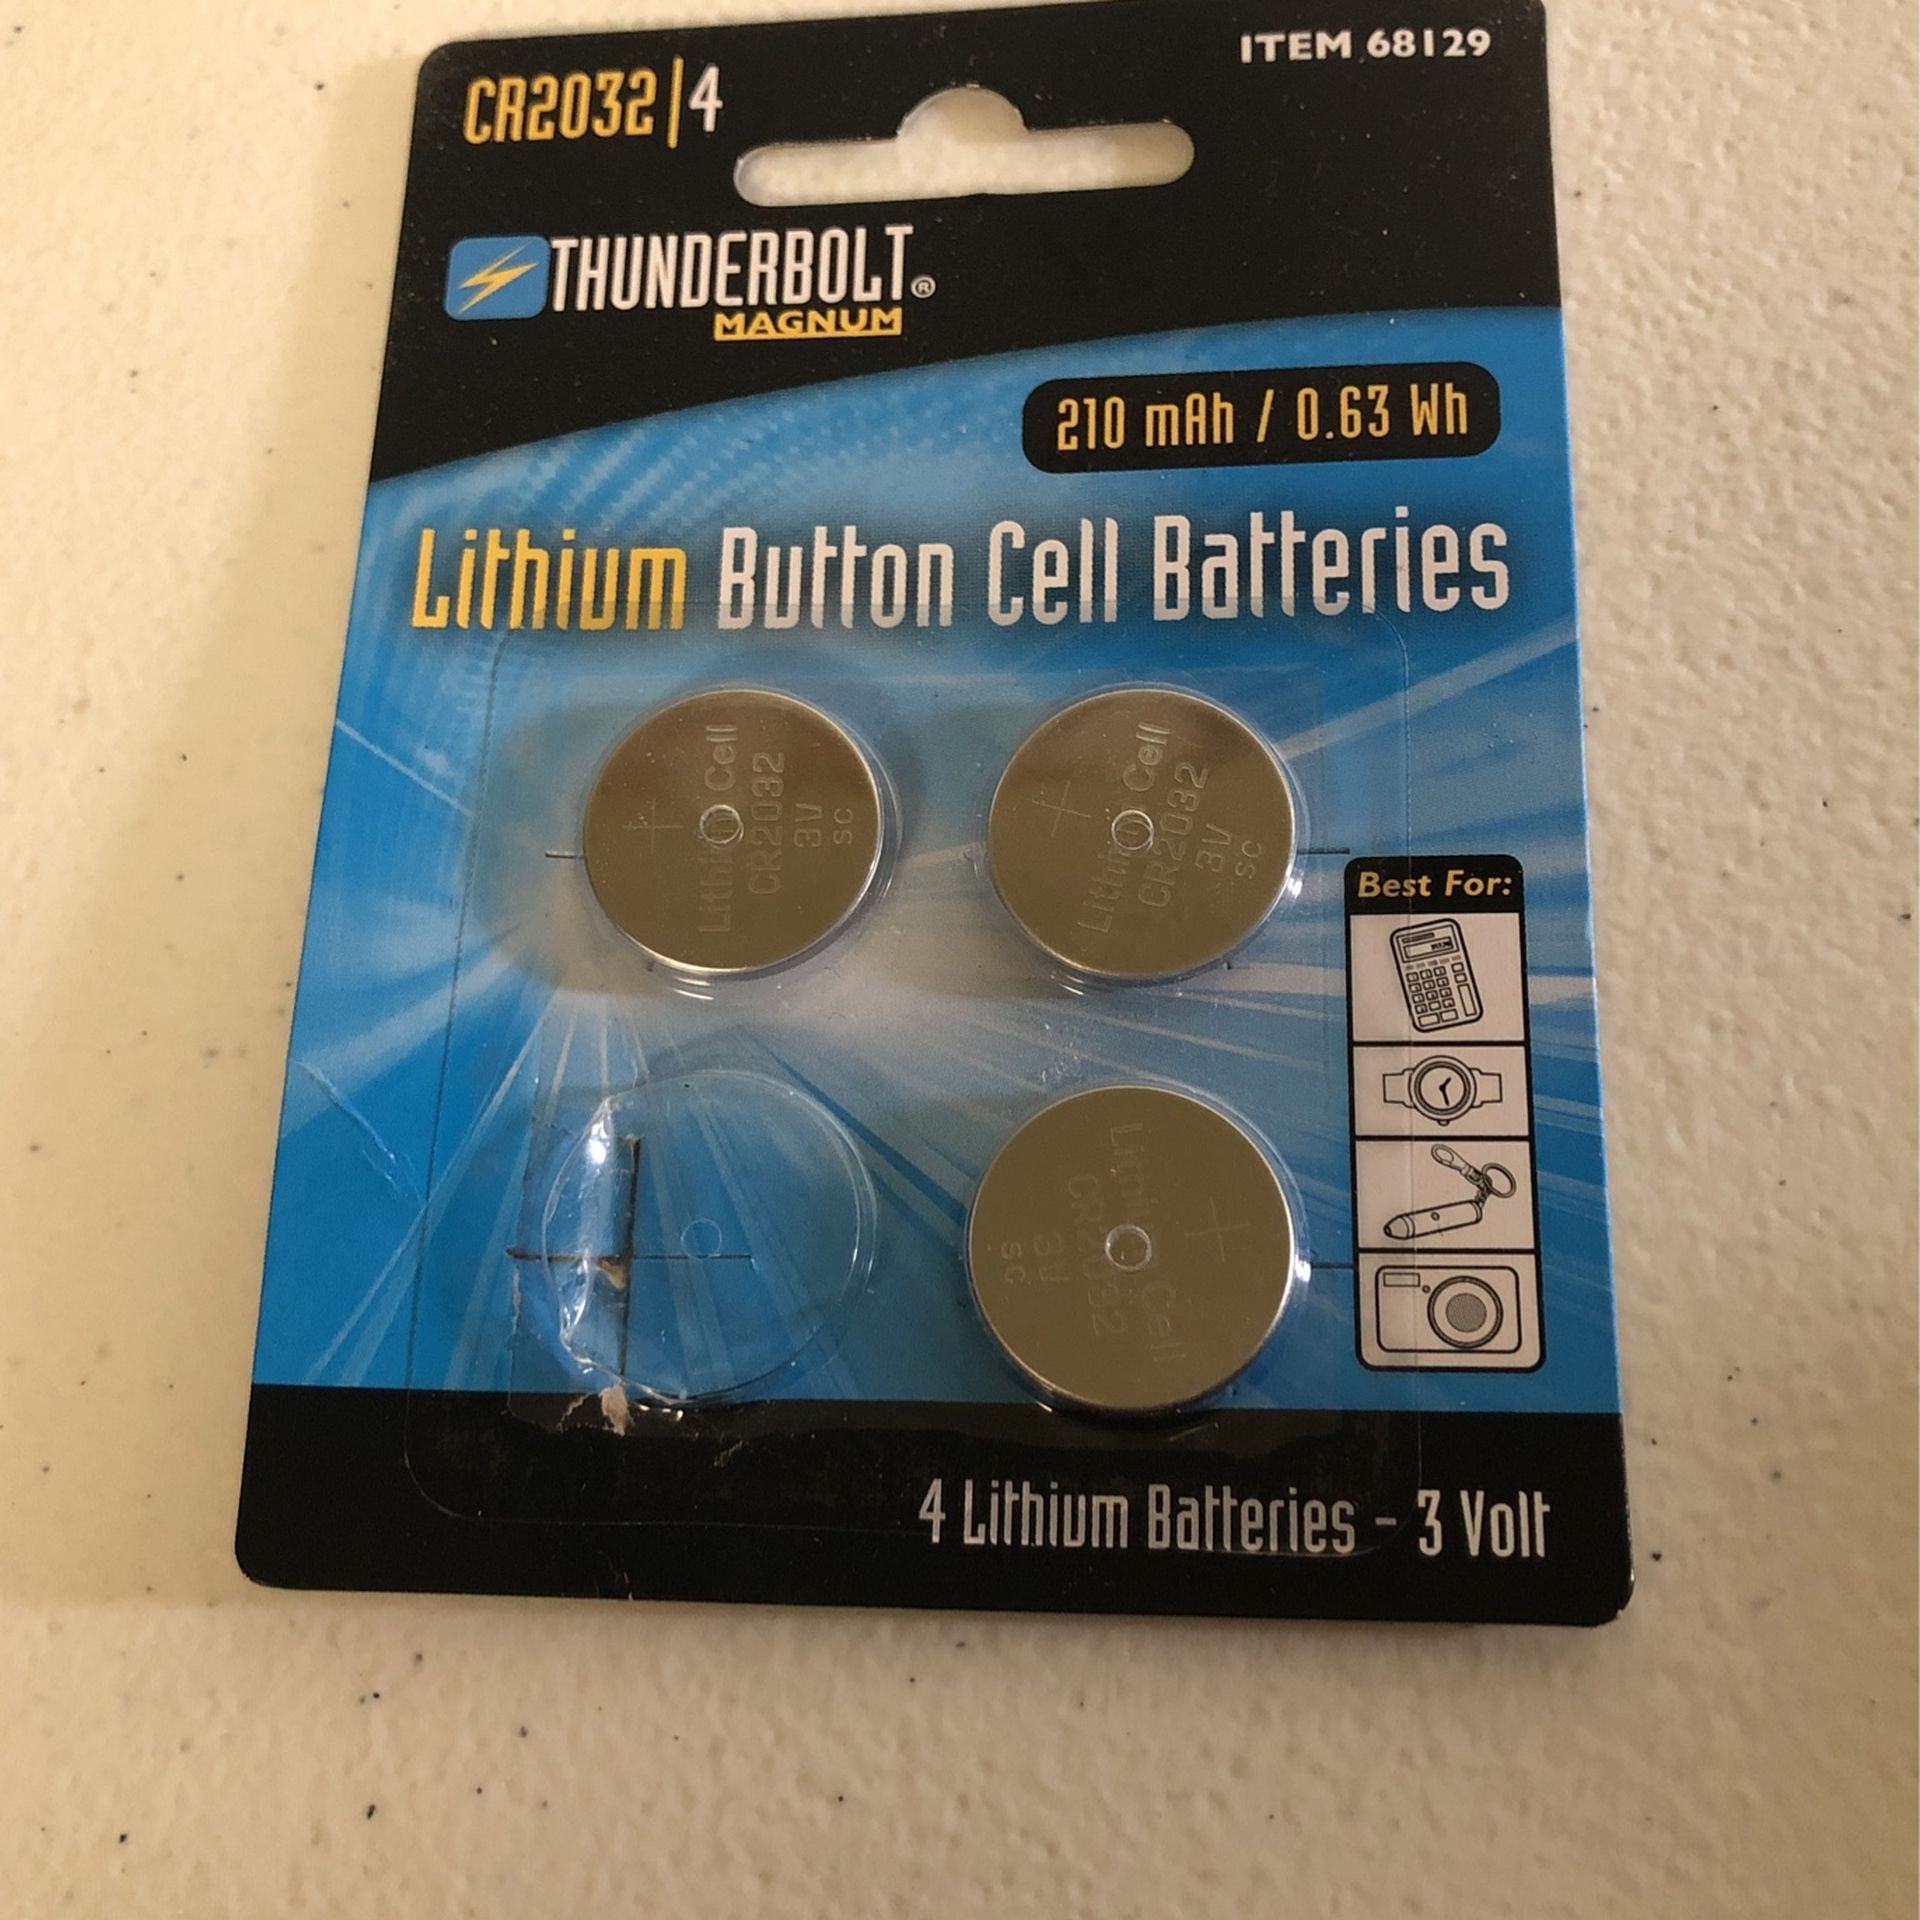 ITEM 68129
CR2032|4
THUNDERBOLT®
MAGNUM
210 mAh / 0.63 Wh
Lithium Button Cell Batteries
+
Lithium Cell
CR2032
3V
SC
+
Lithium Cell
CR2032
3V
SC
Best For:
+
Lithium Cell
CR2032
3V
SC
4 Lithium Batteries - 3 Volt